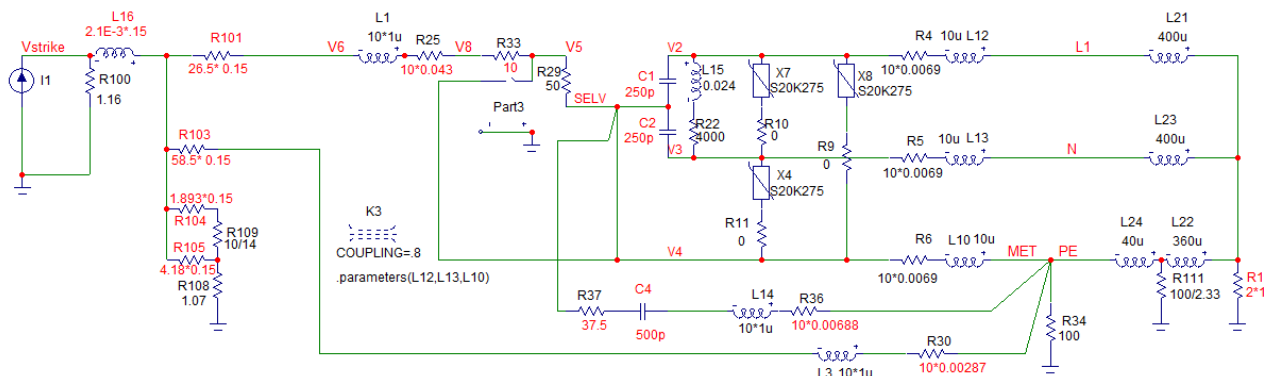 L16
2.1E-3*.15
Vstrike
I1
R100
1.16
R101
26.5* 0.15
V6
L1
10*1u
R25
10*0.043
V8
R33
10
V5
R29
50
SELV
Part3
V2
C1
250p
C2
250p
L15
0.024
R22
4000
V3
X7
S20K275
R10
0
X8
S20K275
R9
0
X4
S20K275
R11
0
V4
R4
10*0.0069
10u L12
L1
L21
400u
R5
10*0.0069
10u L13
N
L23
400u
R6
10*0.0069
L10 10u
MET
PE
L24
40u
L22
360u
R111
100/2.33
R1
2*1
R34
100
R103
58.5* 0.15
1.893*0.15
R104
R109
10/14
R105
4.18*0.15
R108
1.07
K3
COUPLING=.8
.parameters(L12,L13,L10)
R37
37.5
C4
500p
L14
10*1u
R36
10*0.00688
L3 10*1u
R30
10*0.00287